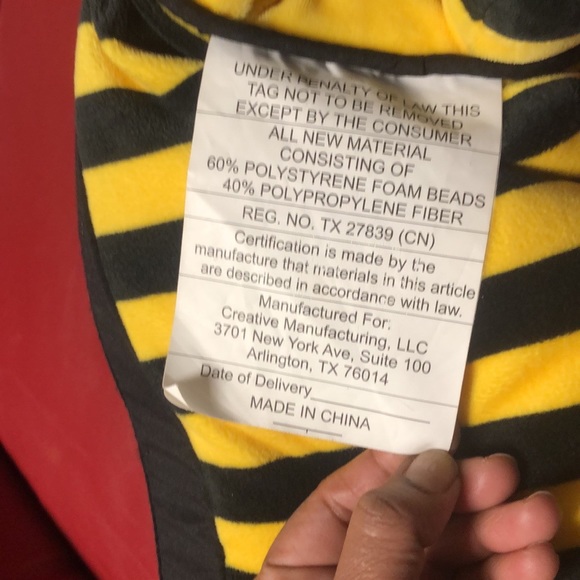 UNDER PENALTY OF LAW THIS
TAG NOT TO BE REMOVED
EXCEPT BY THE CONSUMER
ALL NEW MATERIAL
CONSISTING OF
60% POLYSTYRENE FOAM BEADS
40% POLYPROPYLENE FIBER
REG. NO. TX 27839 (CN)
Certification is made by the
manufacture that materials in this article
are described in accordance with law.
Manufactured For:
Creative Manufacturing, LLC
3701 New York Ave, Suite 100
Arlington, TX 76014
Date of Delivery
MADE IN CHINA